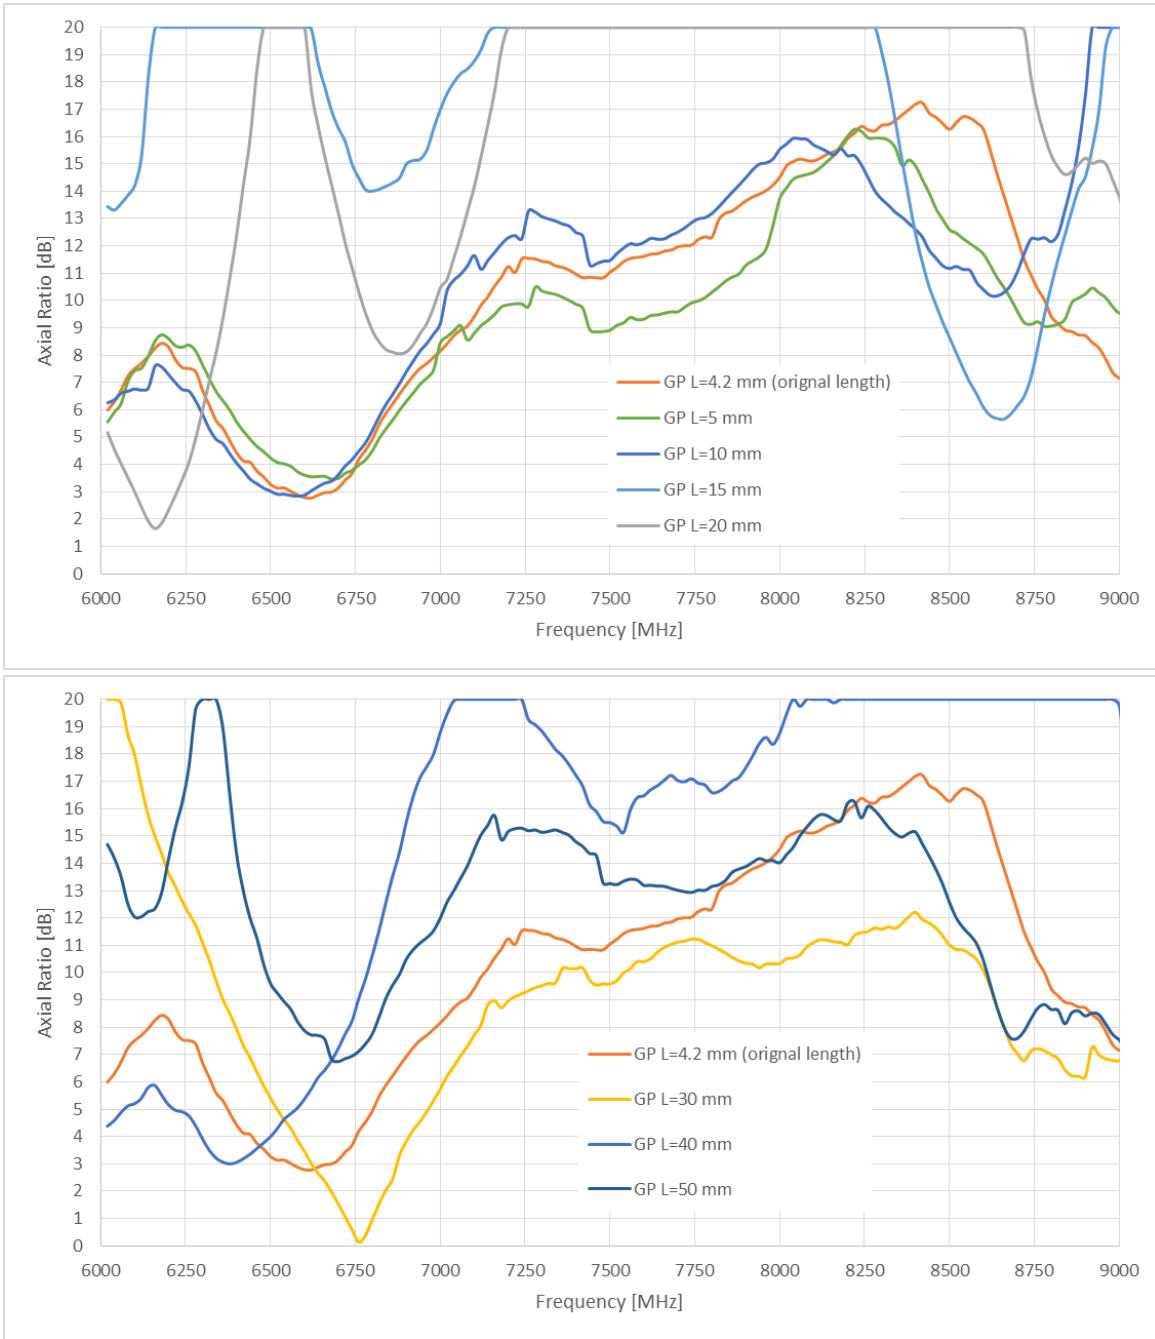 20
19
18
17
16
15
14
13
12
11
10
9
8
7
6
5
4
3
2
1
0
Axial Ratio [dB]
GP L=4.2 mm (orignal length)
GP L=5 mm
GP L=10 mm
GP L=15 mm
GP L=20 mm
6000 6250 6500 6750 7000 7250 7500 7750 8000 8250 8500 8750 9000
Frequency [MHz]
20
19
18
17
16
15
14
13
12
11
10
9
8
7
6
5
4
3
2
1
0
Axial Ratio [dB]
GP L=4.2 mm (orignal length)
GP L=30 mm
GP L=40 mm
GP L=50 mm
6000 6250 6500 6750 7000 7250 7500 7750 8000 8250 8500 8750 9000
Frequency [MHz]